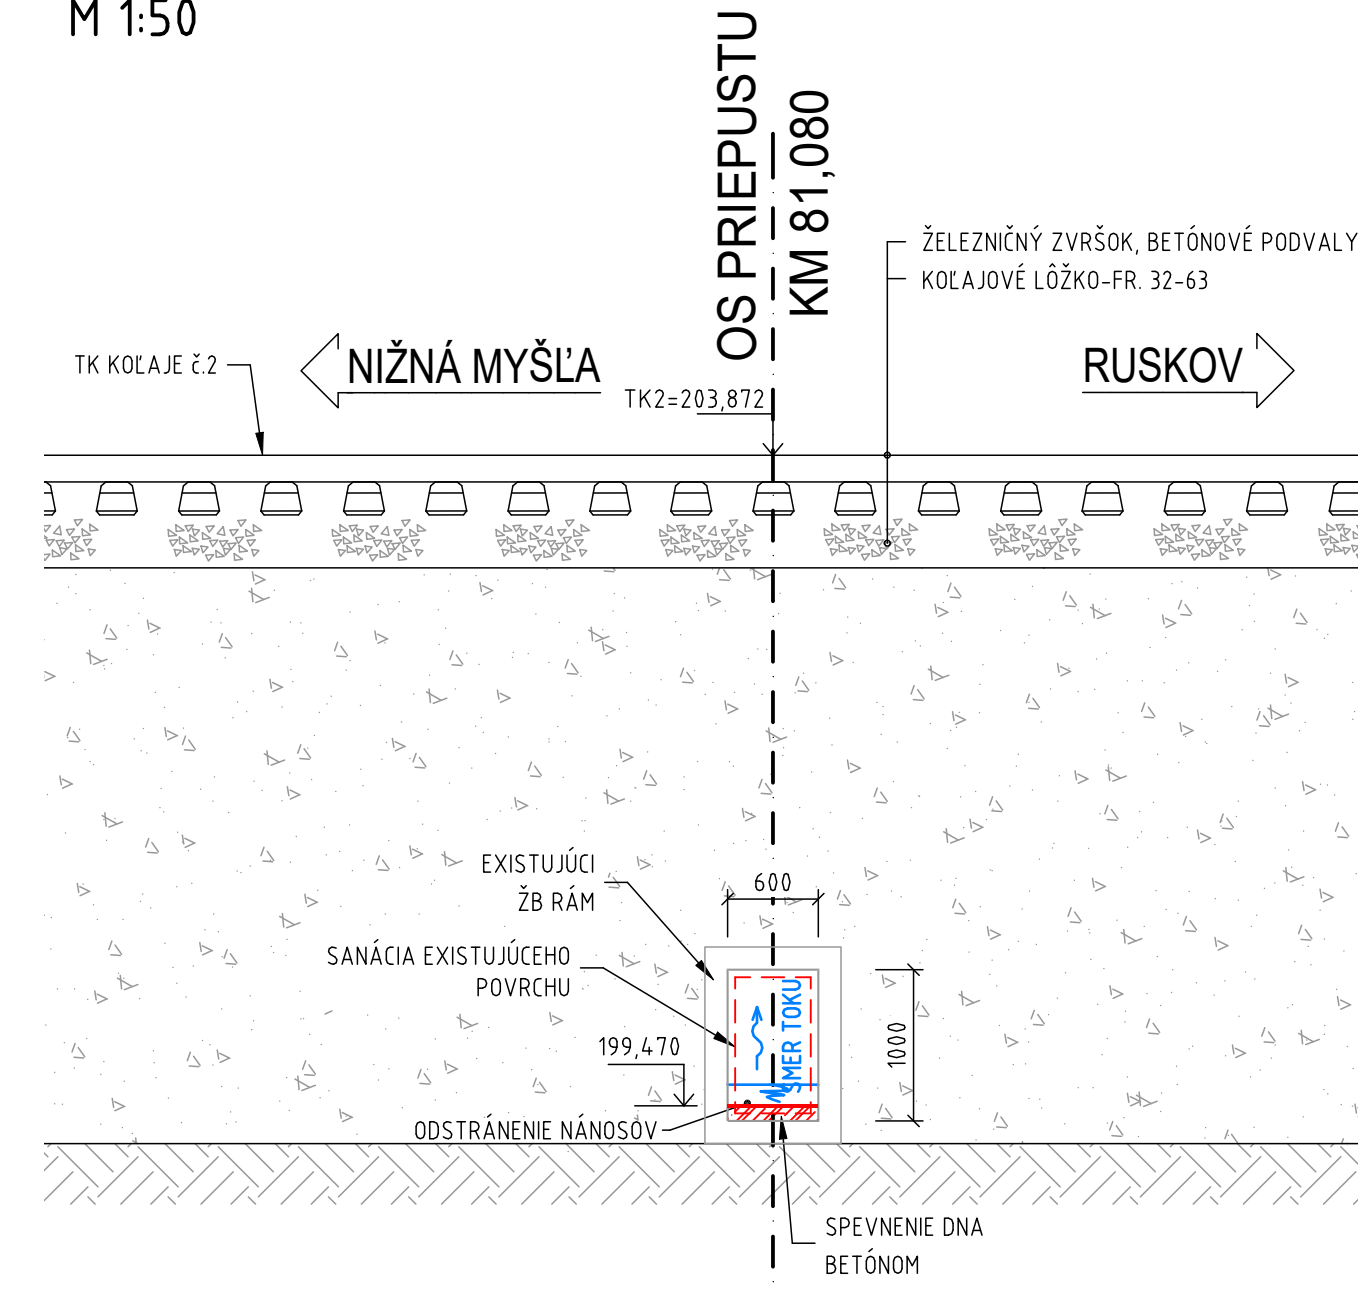 M 1:50
OS PRIEPUSTU
KM 81,080
ŽELEZNIČNÝ ZVRŠOK, BETÓNOVÉ PODVALY
KOĽAJOVÉ LÔŽKO-FR. 32-63
TK KOĽAJE č.2
NIŽNÁ MYŠĽA
RUSKOV
TK2=203,872
EXISTUJÚCI
ŽB RÁM
600
SANÁCIA EXISTUJÚCEHO
POVRCHU
SMER TOKU
1000
199,470
ODSTRÁNENIE NÁNOSOV
SPEVNENIE DNA
BETÓNOM